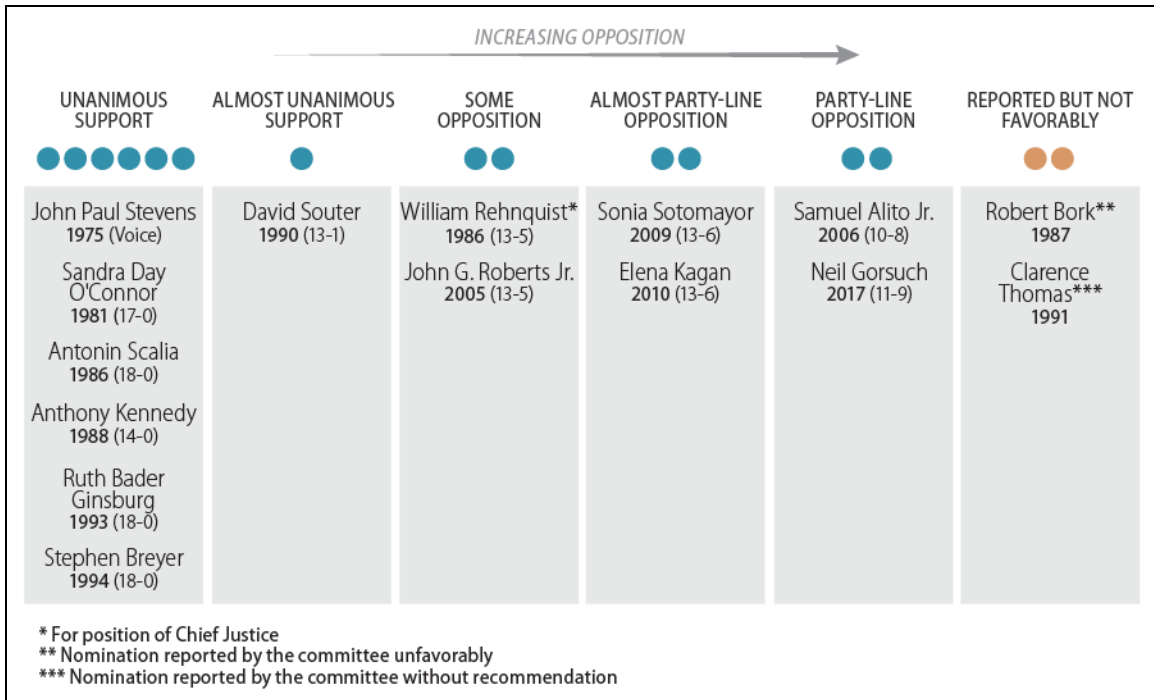 INCREASING OPPOSITION
UNANIMOUS
SUPPORT
ALMOST UNANIMOUS
SUPPORT
SOME
OPPOSITION
ALMOST PARTY-LINE
OPPOSITION
PARTY-LINE
OPPOSITION
REPORTED BUT NOT
FAVORABLY
John Paul Stevens
1975 (Voice)
Sandra Day
O'Connor
1981 (17-0)
Antonin Scalia
1986 (18-0)
Anthony Kennedy
1988 (14-0)
Ruth Bader
Ginsburg
1993 (18-0)
Stephen Breyer
1994 (18-0)
David Souter
1990 (13-1)
William Rehnquist*
1986 (13-5)
John G. Roberts Jr.
2005 (13-5)
Sonia Sotomayor
2009 (13-6)
Elena Kagan
2010 (13-6)
Samuel Alito Jr.
2006 (10-8)
Neil Gorsuch
2017 (11-9)
Robert Bork**
1987
Clarence
Thomas***
1991
* For position of Chief Justice
** Nomination reported by the committee unfavorably
*** Nomination reported by the committee without recommendation